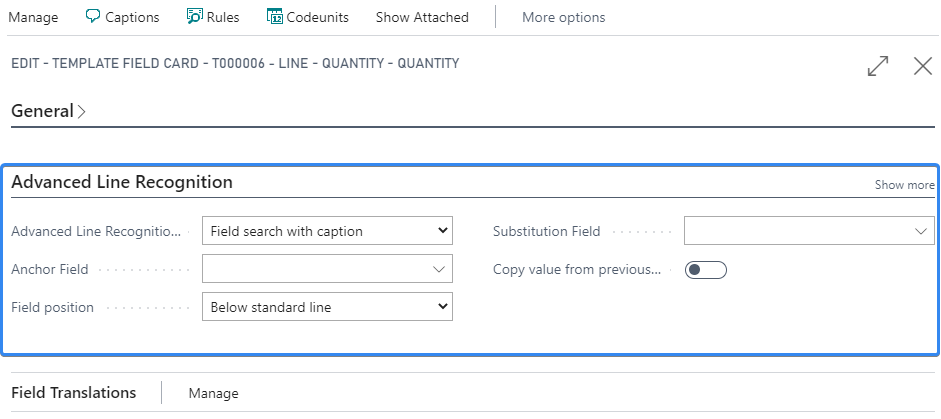 Manage Captions Rules Codeunits Show Attached More options
EDIT - TEMPLATE FIELD CARD - T000006 - LINE - QUANTITY - QUANTITY
General
Advanced Line Recognition Show more
Advanced Line Recognitio... Field search with caption Substitution Field
Anchor Field Copy value from previous...
Field position Below standard line
Field Translations Manage